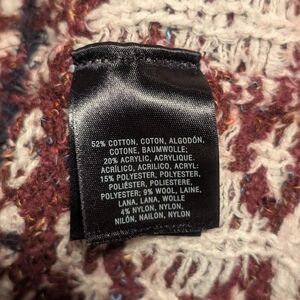 52% COTTON, COTON, ALGODÓN,
COTONE, BAUMWOLLE;
20% ACRYLIC, ACRYLIQUE,
ACRÍLICO, ACRILICO, ACRYL;
15% POLYESTER, POLYESTER,
POLIÉSTER, POLIESTERE,
POLYESTER; 9% WOOL, LAINE,
LANA, LANA, WOLLE
4% NYLON, NYLON,
NILÓN, NAILON, NYLON